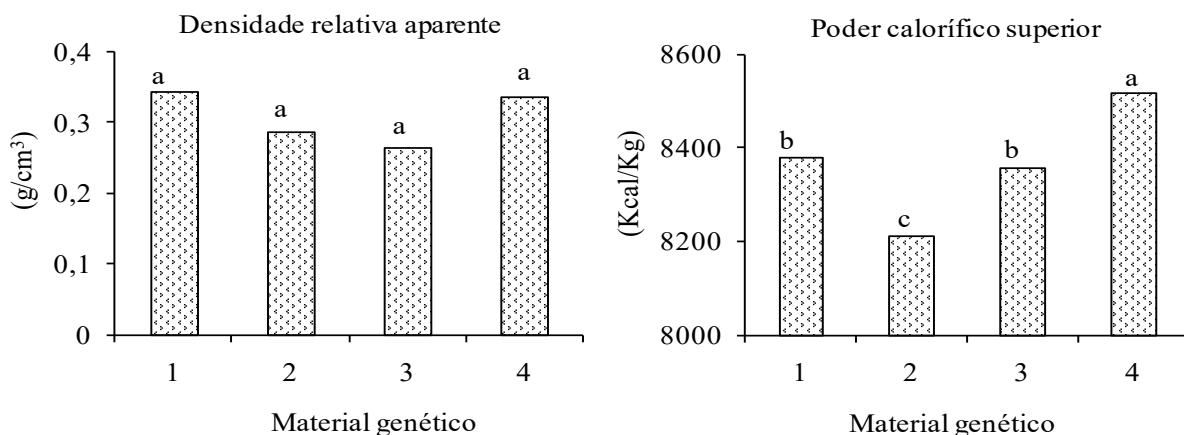 Densidade relativa aparente
0,4
0,3
0,2
0,1
0
(g/cm³)
a
a
a
a
1 2 3 4
Material genético
Poder calorífico superior
8600
8400
8200
8000
(Kcal/Kg)
b
c
b
a
1 2 3 4
Material genético